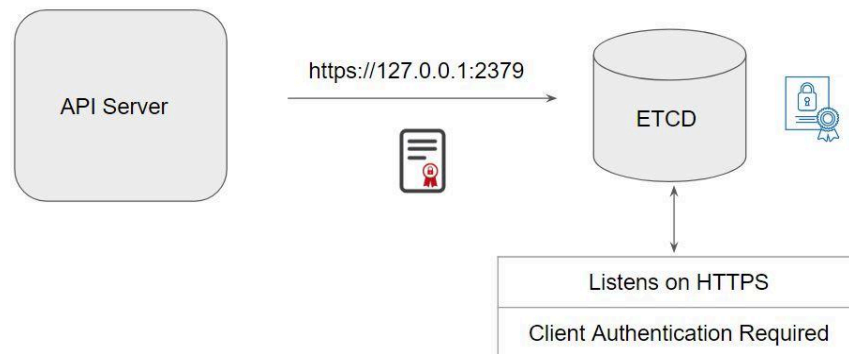 API Server
https://127.0.0.1:2379
ETCD
Listens on HTTPS
Client Authentication Required